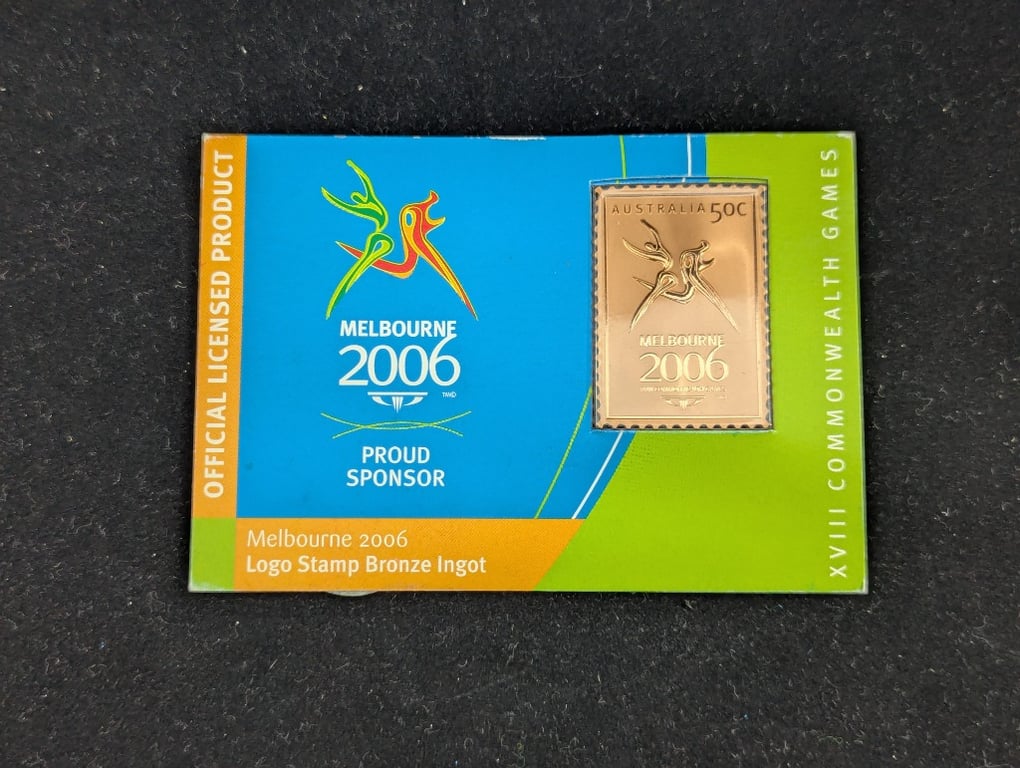 OFFICIAL LICENSED PRODUCT
MELBOURNE
2006
PROUD
SPONSOR
Melbourne 2006
Logo Stamp Bronze Ingot
AUSTRALIA 50C
MELBOURNE
2006
XVIII COMMONWEALTH GAMES